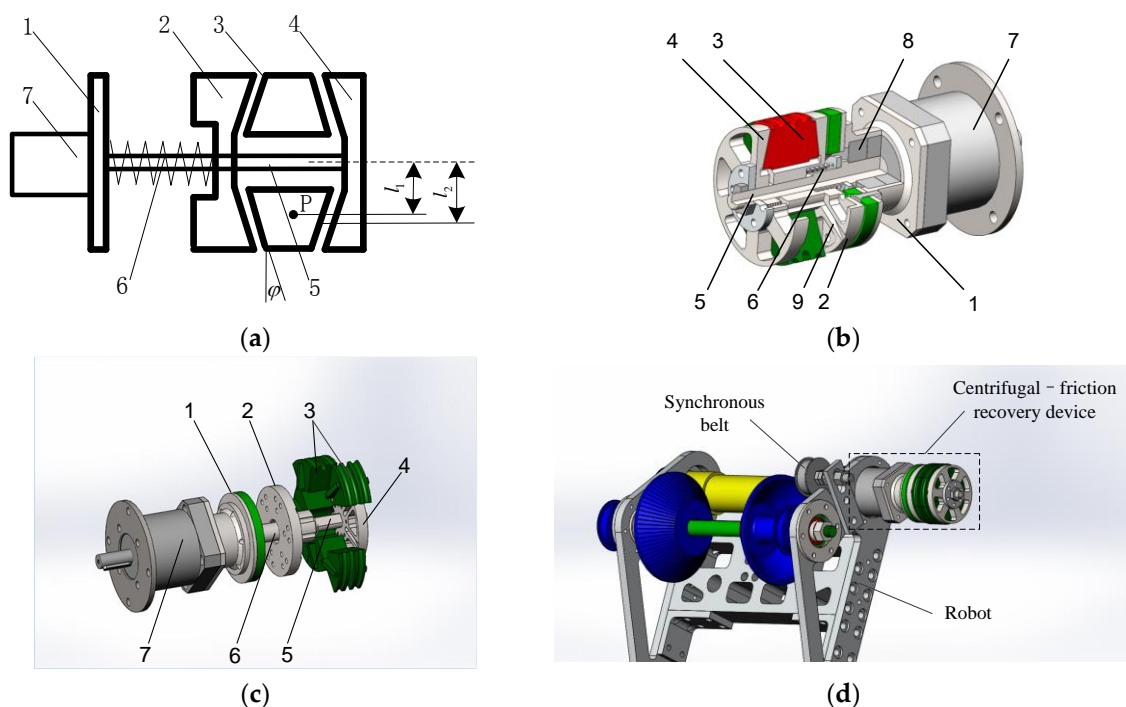 1
2
3
4
7
P
l1
l2
6
φ
5
(a)
4
3
8
7
5
6
9
2
1
(b)
1
2
3
4
7
6
5
(c)
Centrifugal-friction
recovery device
Synchronous
belt
Robot
(d)